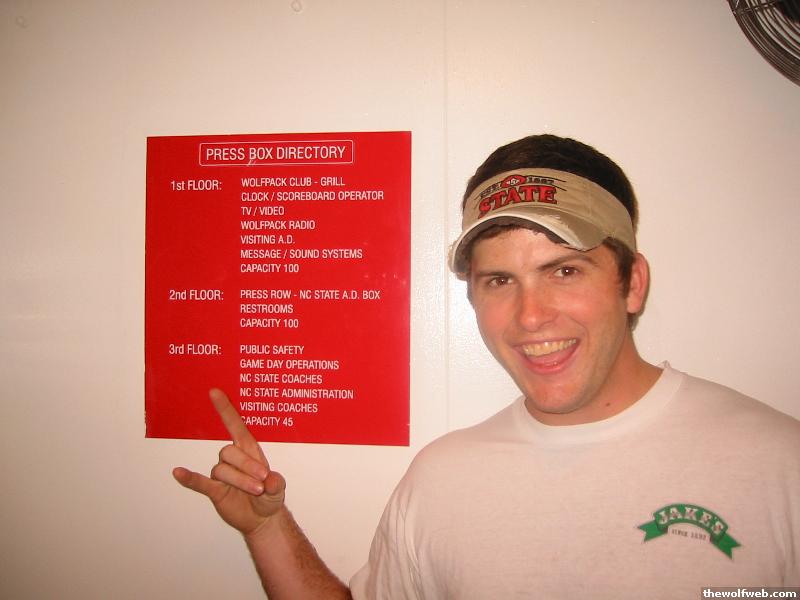 PRESS BOX DIRECTORY
1st FLOOR: WOLFPACK CLUB - GRILL
CLOCK / SCOREBOARD OPERATOR
TV / VIDEO
WOLFPACK RADIO
VISITING A.D.
MESSAGE / SOUND SYSTEMS
CAPACITY 100
2nd FLOOR: PRESS ROW - NC STATE A.D. BOX
RESTROOMS
CAPACITY 100
3rd FLOOR: PUBLIC SAFETY
GAME DAY OPERATIONS
NC STATE COACHES
NC STATE ADMINISTRATION
VISITING COACHES
CAPACITY 45
EST. 1887
STATE
JAKE'S
thewolfweb.com